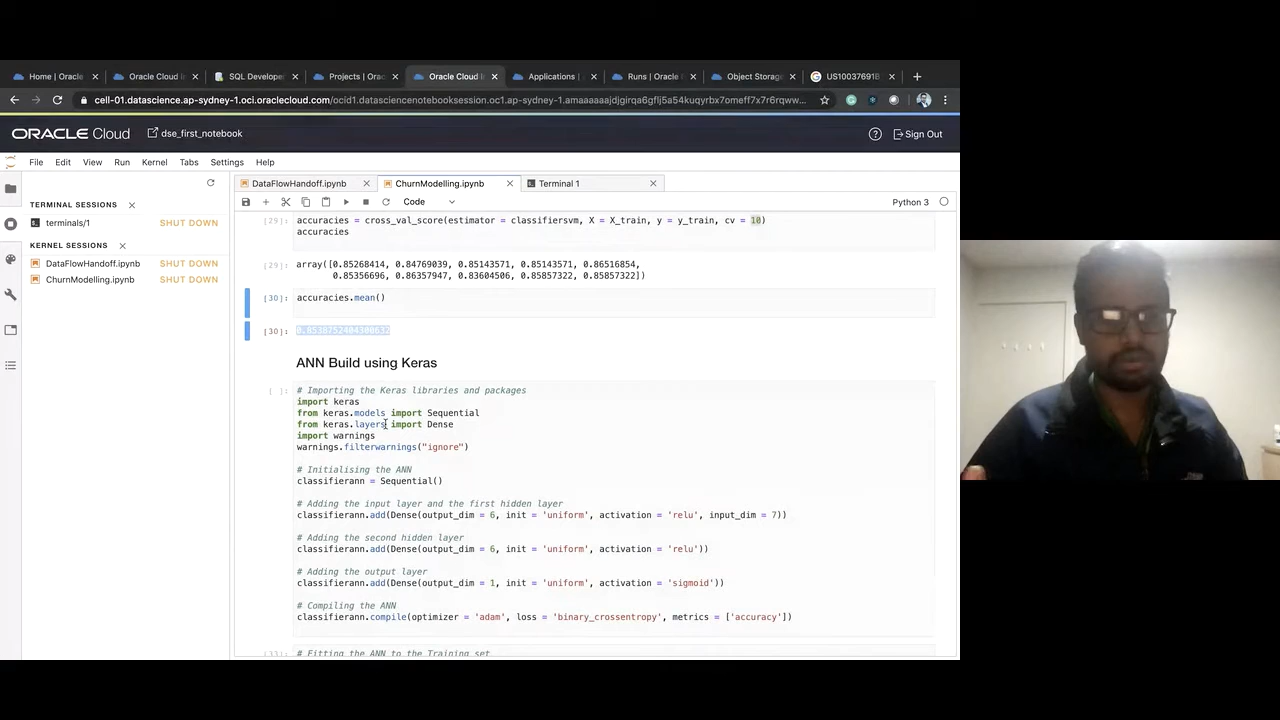 Home | Oracle
Oracle Cloud I
SQL Develope
Projects | Orac
Oracle Cloud I
Applications |
Runs | Oracle
Object Storag
US10037691B
cell-01.datascience.ap-sydney-1.oci.oraclecloud.com/
ORACLE Cloud
dse_first_notebook
Sign Out
File Edit View Run Kernel Tabs Settings Help
TERMINAL SESSIONS
terminals/1 SHUT DOWN
KERNEL SESSIONS
DataFlowHandoff.ipynb SHUT DOWN
ChurnModelling.ipynb SHUT DOWN
DataFlowHandoff.ipynb
ChurnModelling.ipynb
Terminal 1
Code
Python 3
[29]: accuracies = cross_val_score(estimator = classifiersvm, X = X_train, y = y_train, cv = 10)
accuracies
[29]: array([0.85268414, 0.84769039, 0.85143571, 0.85143571, 0.86516854,
0.85356696, 0.86357947, 0.83604506, 0.85857322, 0.85857322])
[30]: accuracies.mean()
[30]:
ANN Build using Keras
[ ]: # Importing the Keras libraries and packages
import keras
from keras.models import Sequential
from keras.layers import Dense
import warnings
warnings.filterwarnings("ignore")
# Initialising the ANN
classifierann = Sequential()
# Adding the input layer and the first hidden layer
classifierann.add(Dense(output_dim = 6, init = 'uniform', activation = 'relu', input_dim = 7))
# Adding the second hidden layer
classifierann.add(Dense(output_dim = 6, init = 'uniform', activation = 'relu'))
# Adding the output layer
classifierann.add(Dense(output_dim = 1, init = 'uniform', activation = 'sigmoid'))
# Compiling the ANN
classifierann.compile(optimizer = 'adam', loss = 'binary_crossentropy', metrics = ['accuracy'])
[33]: # Fitting the ANN to the Training set